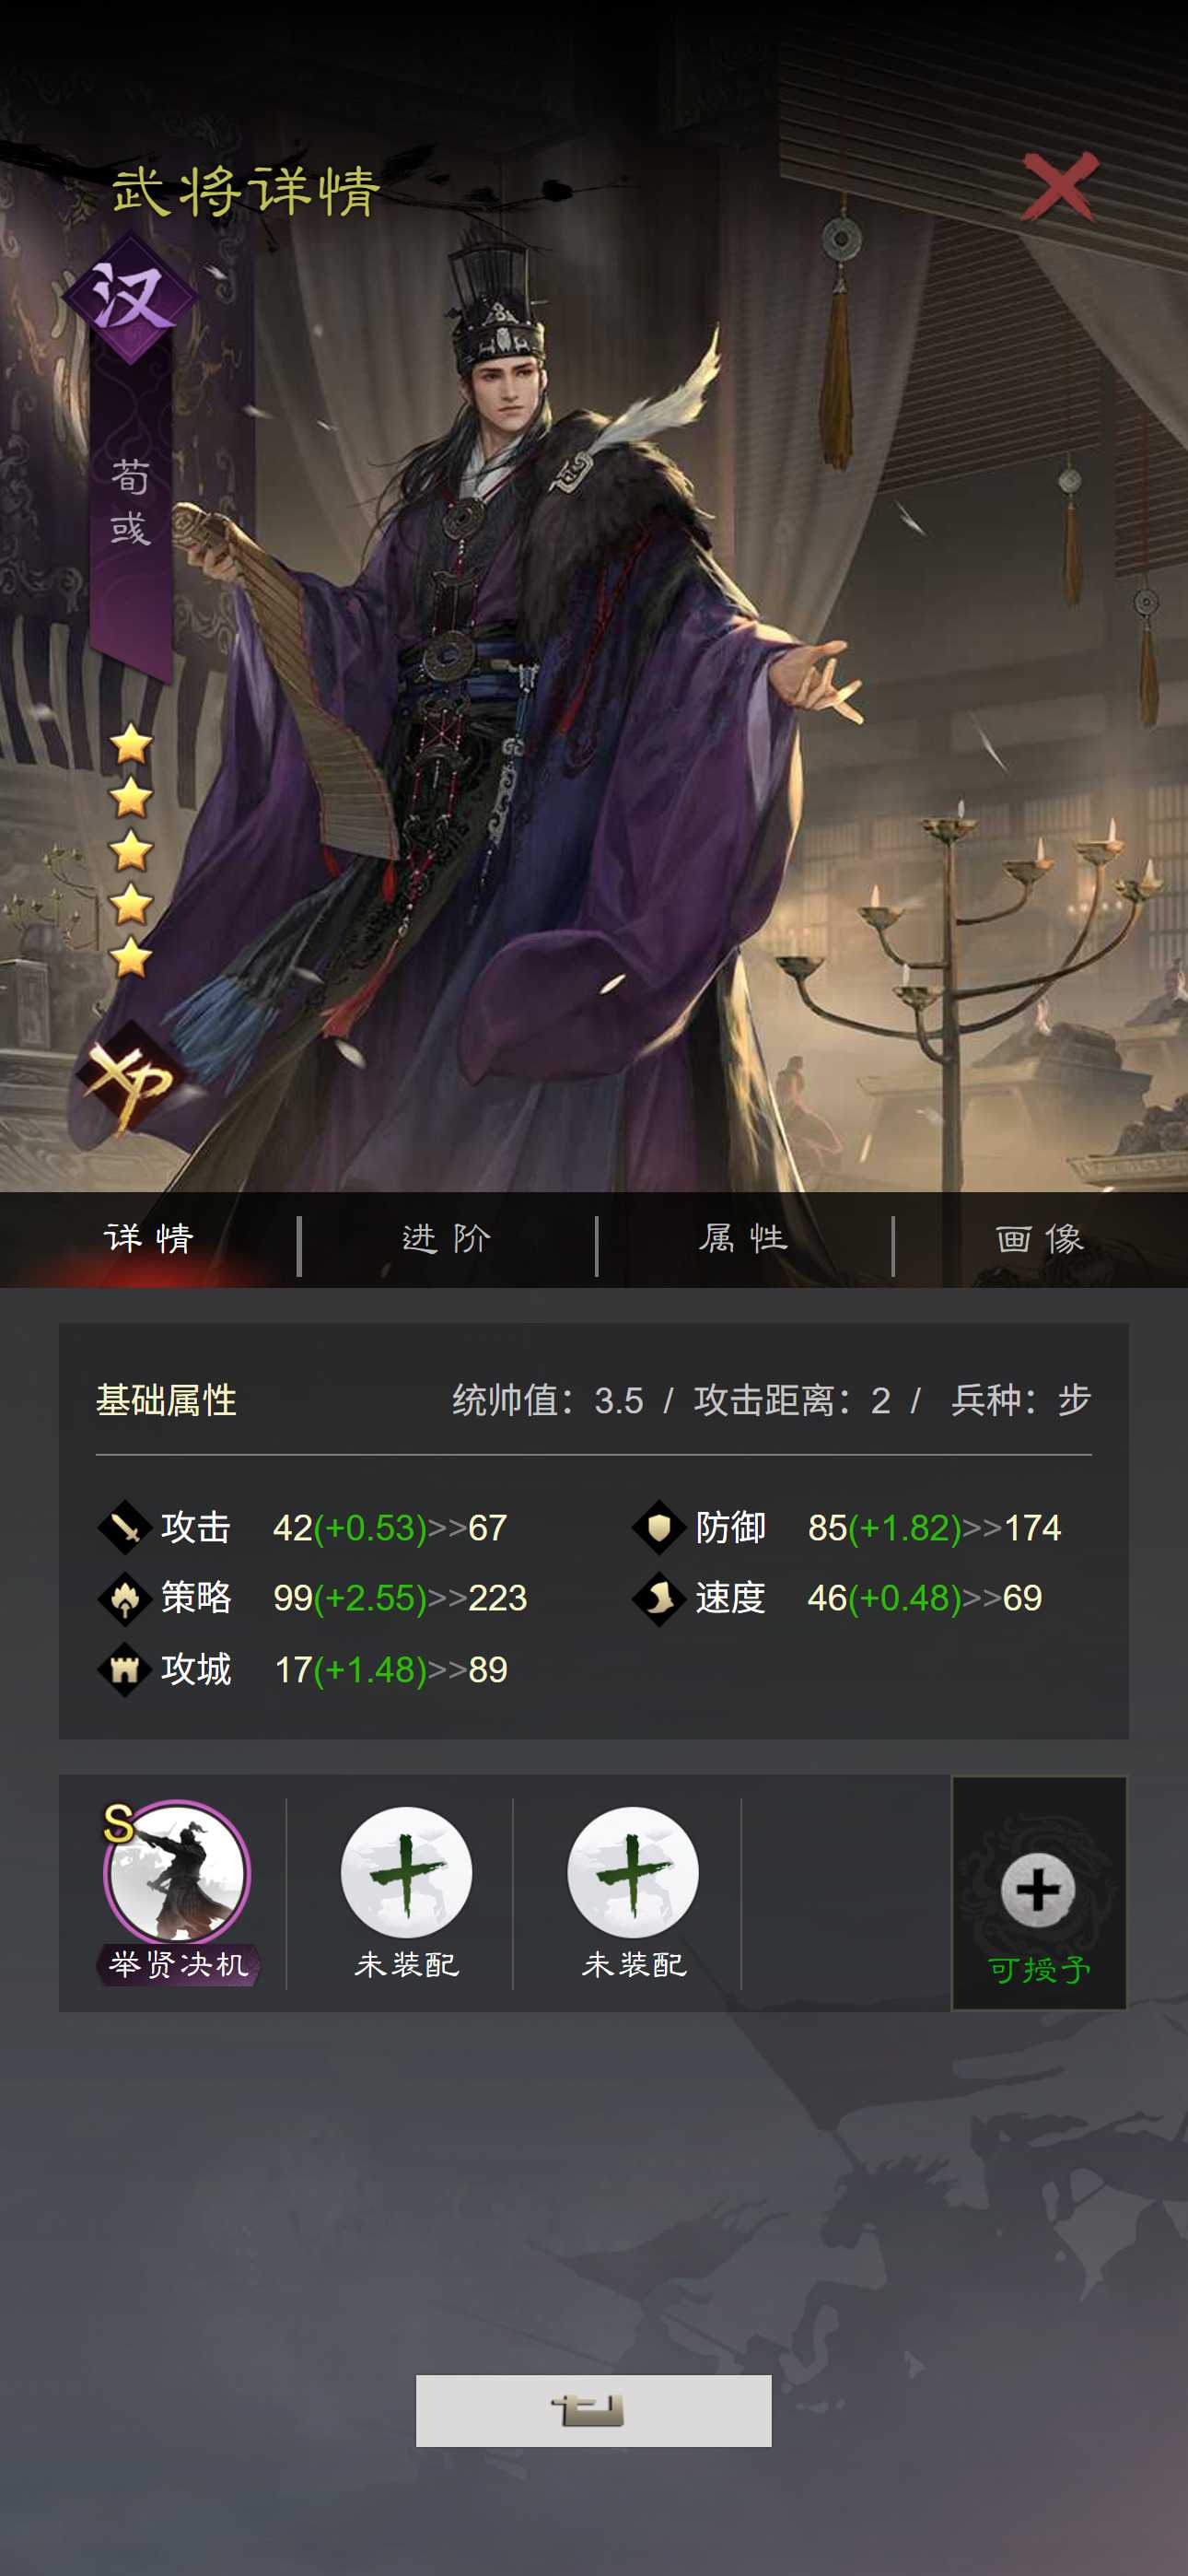 武将详情
汉
荀彧
XP
详情
进阶
属性
画像
基础属性
统帅值：3.5 / 攻击距离：2 / 兵种：步
攻击 42(+0.53)>>67
防御 85(+1.82)>>174
策略 99(+2.55)>>223
速度 46(+0.48)>>69
攻城 17(+1.48)>>89
S
举贤决机
未装配
未装配
可授予